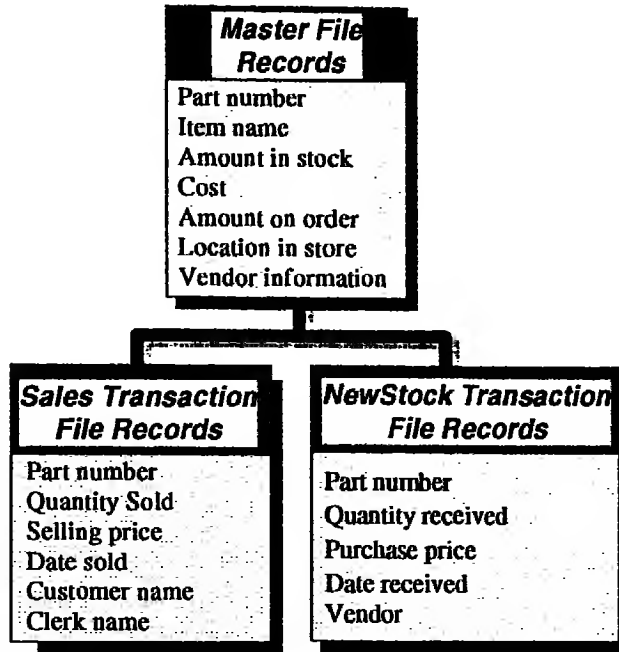 Master File
Records
Part number
Item name
Amount in stock
Cost
Amount on order
Location in store
Vendor information
Sales Transaction
File Records
Part number
Quantity Sold
Selling price
Date sold
Customer name
Clerk name
NewStock Transaction
File Records
Part number
Quantity received
Purchase price
Date received
Vendor